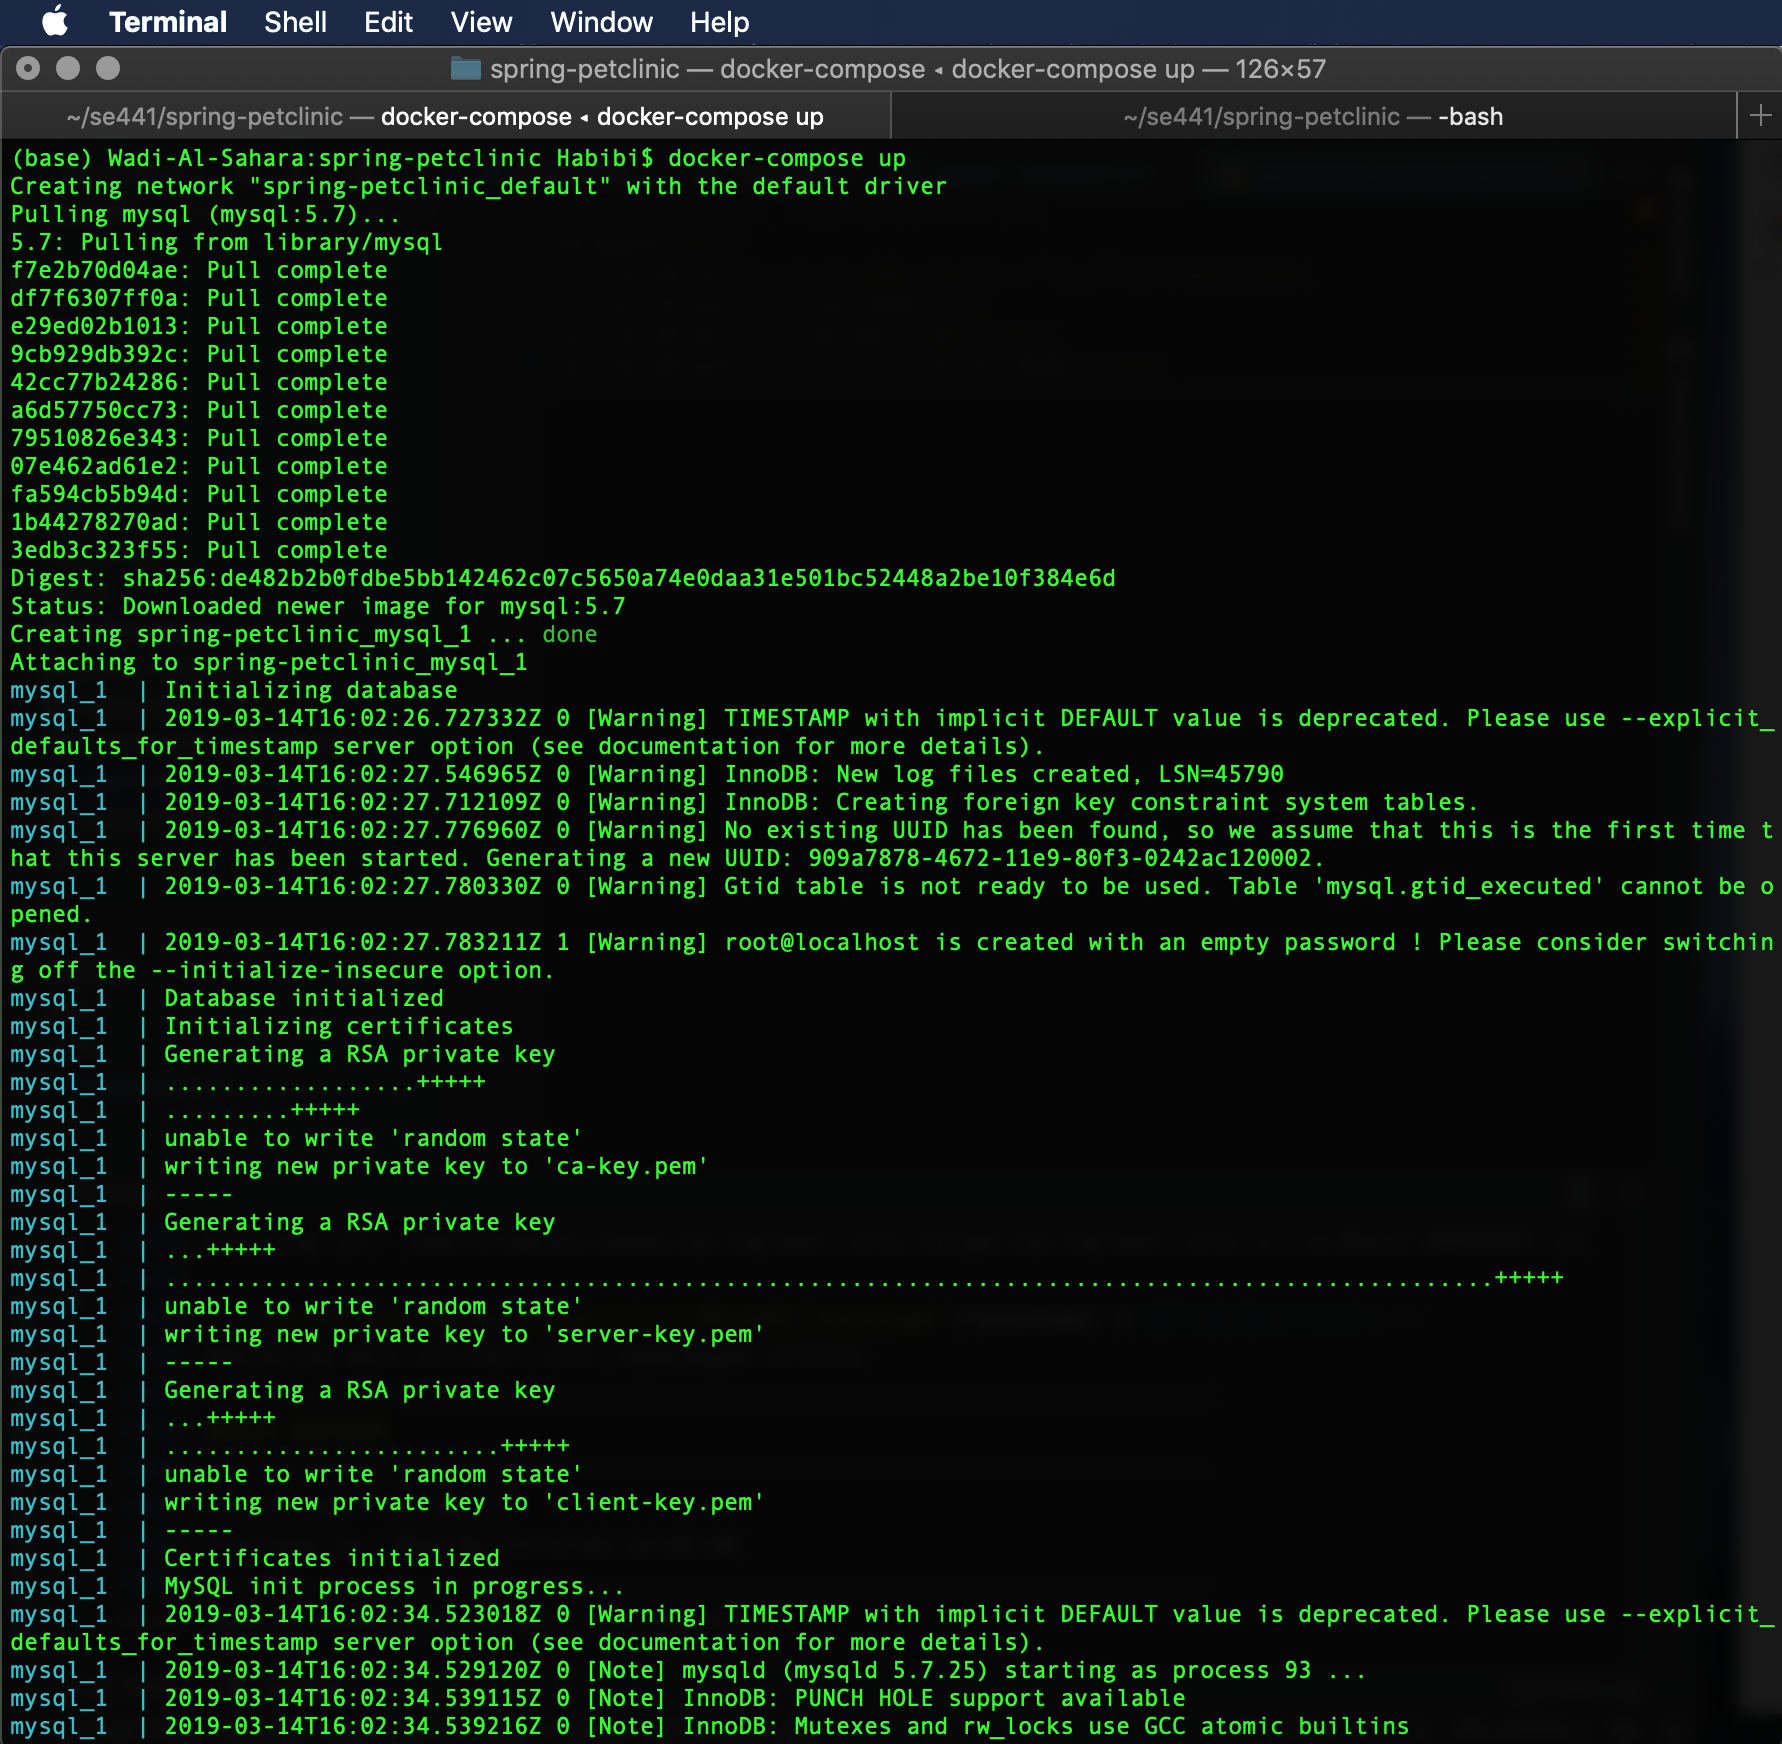 Terminal Shell Edit View Window Help
spring-petclinic — docker-compose ◂ docker-compose up — 126×57
~/se441/spring-petclinic — docker-compose ◂ docker-compose up ~/se441/spring-petclinic — -bash +
(base) Wadi-Al-Sahara:spring-petclinic Habibi$ docker-compose up
Creating network "spring-petclinic_default" with the default driver
Pulling mysql (mysql:5.7)...
5.7: Pulling from library/mysql
f7e2b70d04ae: Pull complete
df7f6307ff0a: Pull complete
e29ed02b1013: Pull complete
9cb929db392c: Pull complete
42cc77b24286: Pull complete
a6d57750cc73: Pull complete
79510826e343: Pull complete
07e462ad61e2: Pull complete
fa594cb5b94d: Pull complete
1b44278270ad: Pull complete
3edb3c323f55: Pull complete
Digest: sha256:de482b2b0fdbe5bb142462c07c5650a74e0daa31e501bc52448a2be10f384e6d
Status: Downloaded newer image for mysql:5.7
Creating spring-petclinic_mysql_1 ... done
Attaching to spring-petclinic_mysql_1
mysql_1  | Initializing database
mysql_1  | 2019-03-14T16:02:26.727332Z 0 [Warning] TIMESTAMP with implicit DEFAULT value is deprecated. Please use --explicit_
defaults_for_timestamp server option (see documentation for more details).
mysql_1  | 2019-03-14T16:02:27.546965Z 0 [Warning] InnoDB: New log files created, LSN=45790
mysql_1  | 2019-03-14T16:02:27.712109Z 0 [Warning] InnoDB: Creating foreign key constraint system tables.
mysql_1  | 2019-03-14T16:02:27.776960Z 0 [Warning] No existing UUID has been found, so we assume that this is the first time t
hat this server has been started. Generating a new UUID: 909a7878-4672-11e9-80f3-0242ac120002.
mysql_1  | 2019-03-14T16:02:27.780330Z 0 [Warning] Gtid table is not ready to be used. Table 'mysql.gtid_executed' cannot be o
pened.
mysql_1  | 2019-03-14T16:02:27.783211Z 1 [Warning] root@localhost is created with an empty password ! Please consider switchin
g off the --initialize-insecure option.
mysql_1  | Database initialized
mysql_1  | Initializing certificates
mysql_1  | Generating a RSA private key
mysql_1  | ..................+++++
mysql_1  | .........+++++
mysql_1  | unable to write 'random state'
mysql_1  | writing new private key to 'ca-key.pem'
mysql_1  | -----
mysql_1  | Generating a RSA private key
mysql_1  | ...+++++
mysql_1  | ...............................................................................................+++++
mysql_1  | unable to write 'random state'
mysql_1  | writing new private key to 'server-key.pem'
mysql_1  | -----
mysql_1  | Generating a RSA private key
mysql_1  | ...+++++
mysql_1  | ........................+++++
mysql_1  | unable to write 'random state'
mysql_1  | writing new private key to 'client-key.pem'
mysql_1  | -----
mysql_1  | Certificates initialized
mysql_1  | MySQL init process in progress...
mysql_1  | 2019-03-14T16:02:34.523018Z 0 [Warning] TIMESTAMP with implicit DEFAULT value is deprecated. Please use --explicit_
defaults_for_timestamp server option (see documentation for more details).
mysql_1  | 2019-03-14T16:02:34.529120Z 0 [Note] mysqld (mysqld 5.7.25) starting as process 93 ...
mysql_1  | 2019-03-14T16:02:34.539115Z 0 [Note] InnoDB: PUNCH HOLE support available
mysql_1  | 2019-03-14T16:02:34.539216Z 0 [Note] InnoDB: Mutexes and rw_locks use GCC atomic builtins